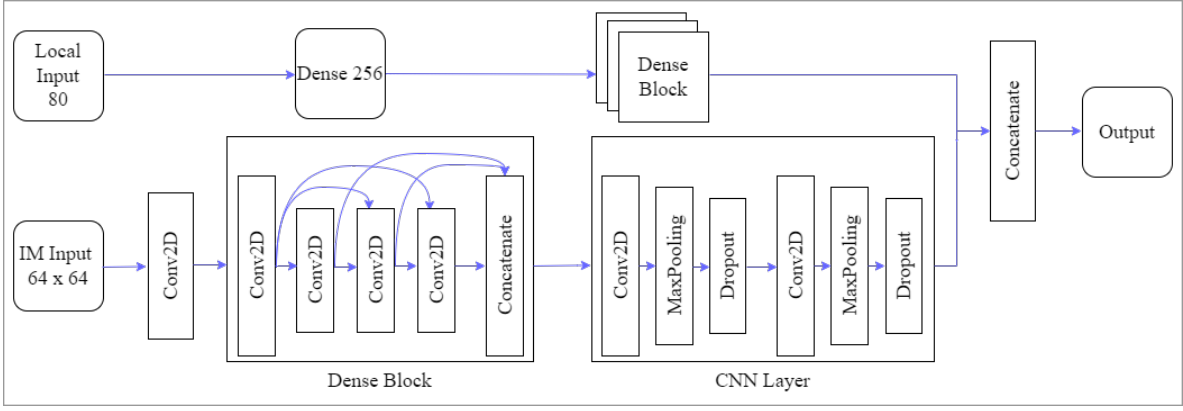 Local
Input
80
Dense 256
Dense
Block
Concatenate
Output
IM Input
64 x 64
Conv2D
Conv2D
Conv2D
Conv2D
Conv2D
Concatenate
Dense Block
Conv2D
MaxPooling
Dropout
Conv2D
MaxPooling
Dropout
CNN Layer